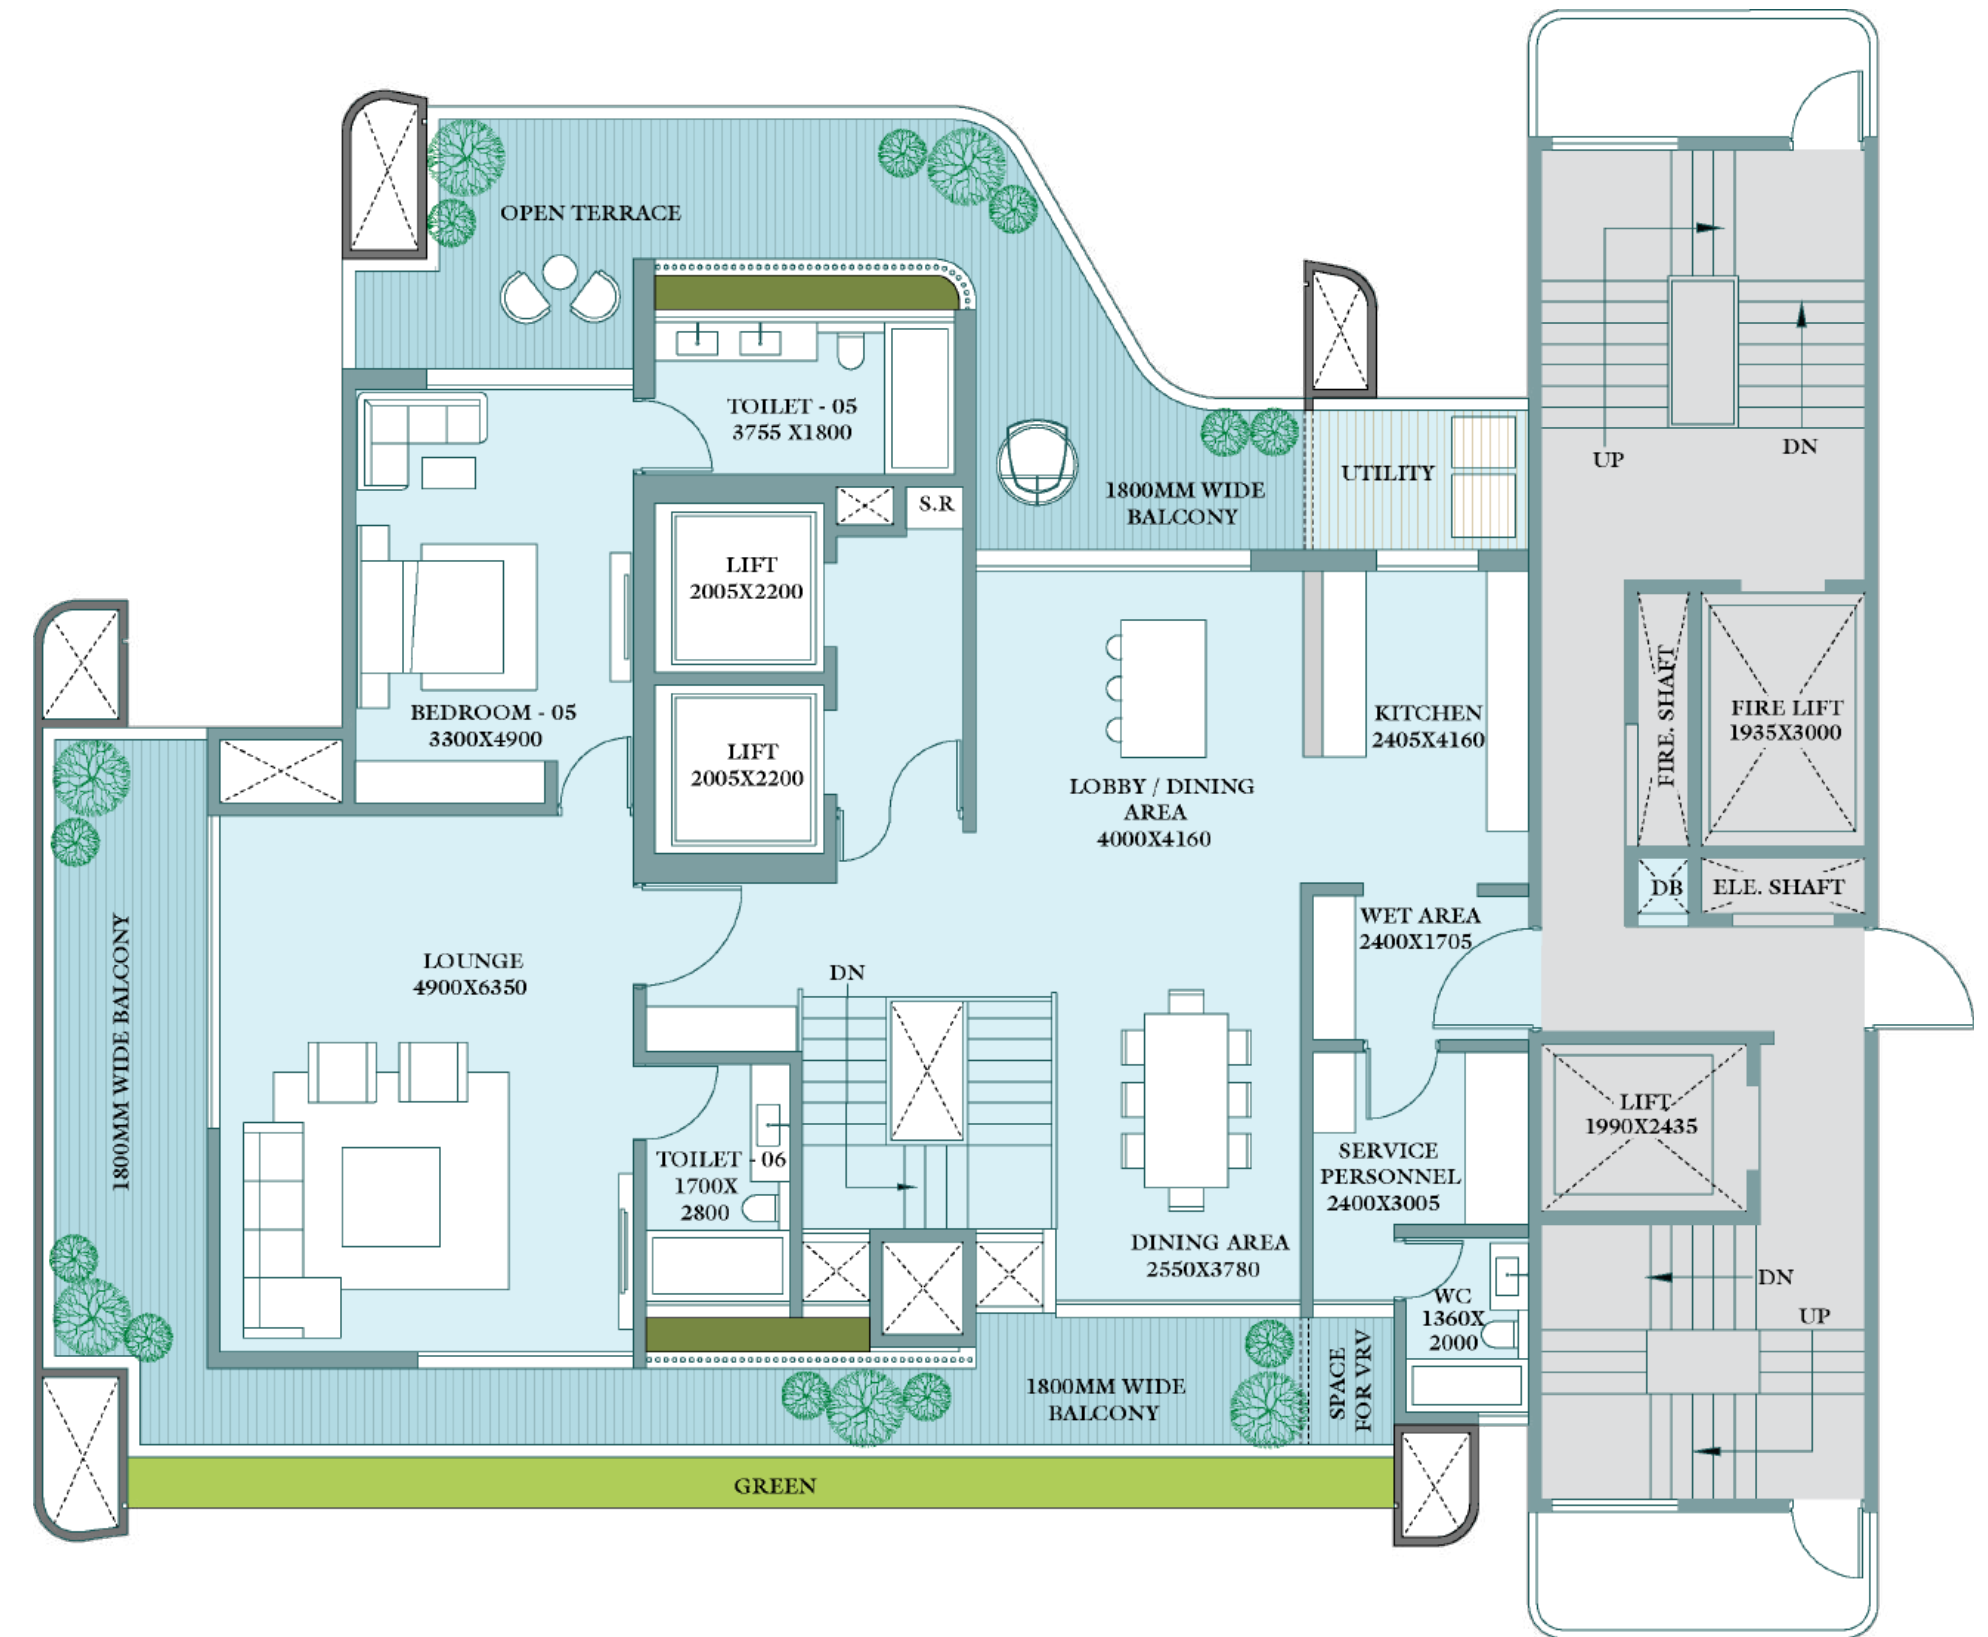 OPEN TERRACE
TOILET - 05
3755 X1800
UP
DN
UTILITY
1800MM WIDE
BALCONY
S.R
LIFT
2005X2200
BEDROOM - 05
3300X4900
LIFT
2005X2200
KITCHEN
2405X4160
FIRE. SHAFT
FIRE LIFT
1935X3000
LOBBY / DINING
AREA
4000X4160
DB
ELE. SHAFT
WET AREA
2400X1705
1800MM WIDE BALCONY
LOUNGE
4900X6350
DN
LIFT
1990X2435
TOILET - 06
1700X
2800
SERVICE
PERSONNEL
2400X3005
DINING AREA
2550X3780
DN
UP
WC
1360X
2000
SPACE
FOR VRV
1800MM WIDE
BALCONY
GREEN